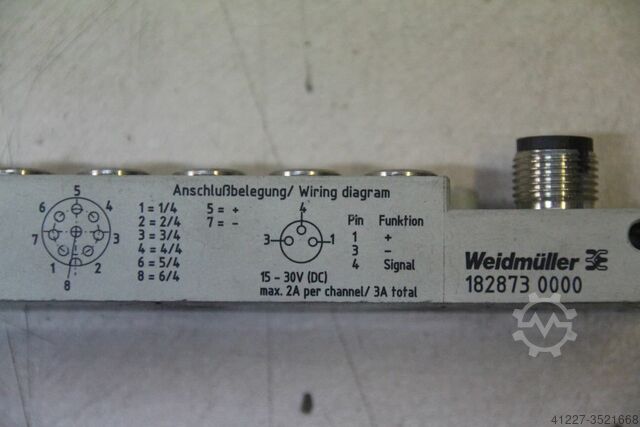 Anschlußbelegung/ Wiring diagram
5
6 4
7 3
1 2
8
1 = 1/4
2 = 2/4
3 = 3/4
4 = 4/4
6 = 5/4
8 = 6/4
5 = +
7 = −
4
3 1
Pin Funktion
1 +
3 −
4 Signal
15 - 30V (DC)
max. 2A per channel/ 3A total
Weidmüller
182873 0000
41227-3521668